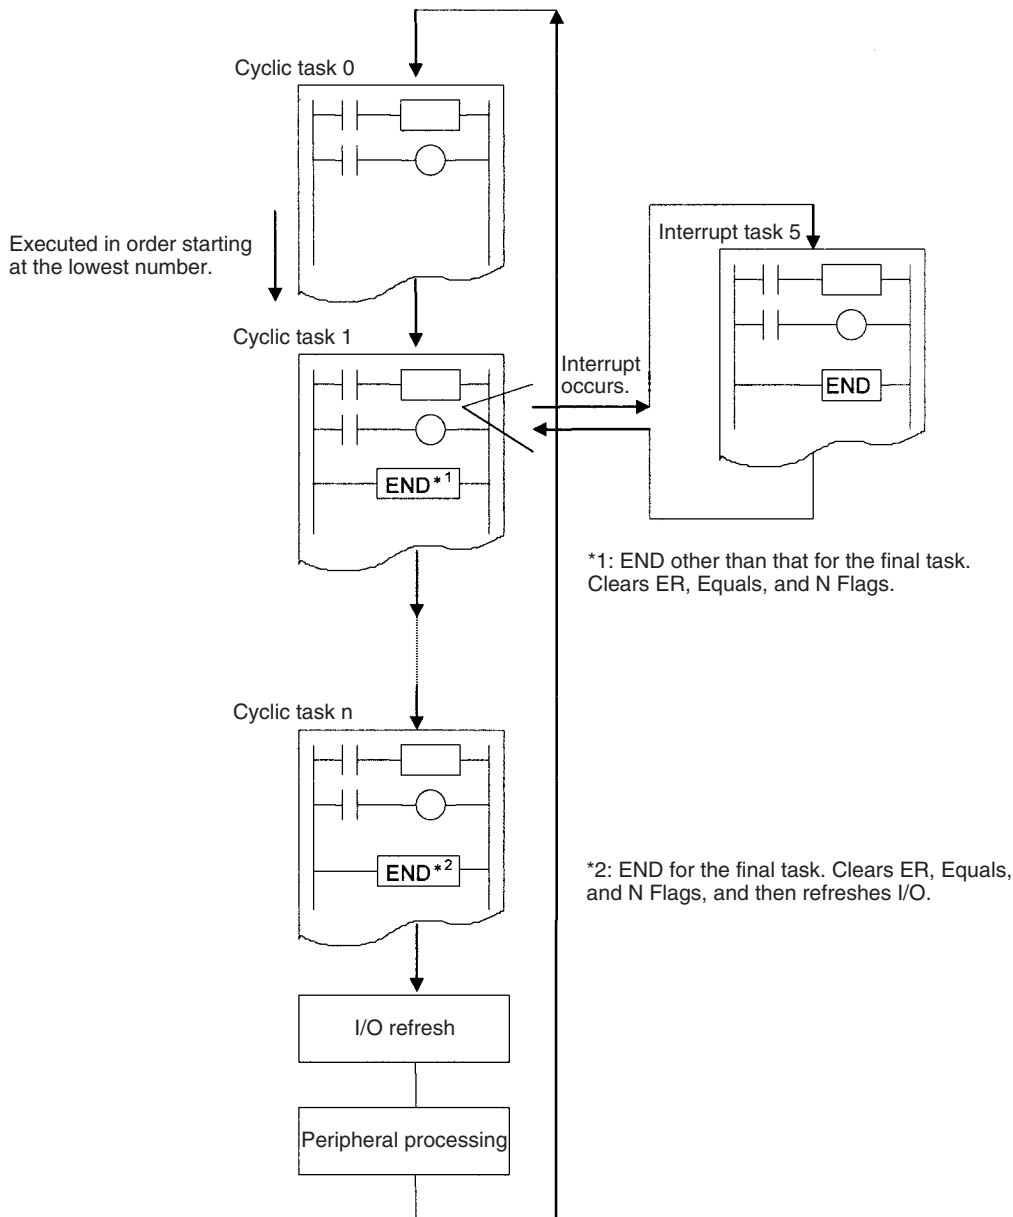 Cyclic task 0
Executed in order starting
at the lowest number.
Interrupt task 5
Cyclic task 1
Interrupt
occurs.
END
END*1
*1: END other than that for the final task.
Clears ER, Equals, and N Flags.
Cyclic task n
END*2
*2: END for the final task. Clears ER, Equals,
and N Flags, and then refreshes I/O.
I/O refresh
Peripheral processing